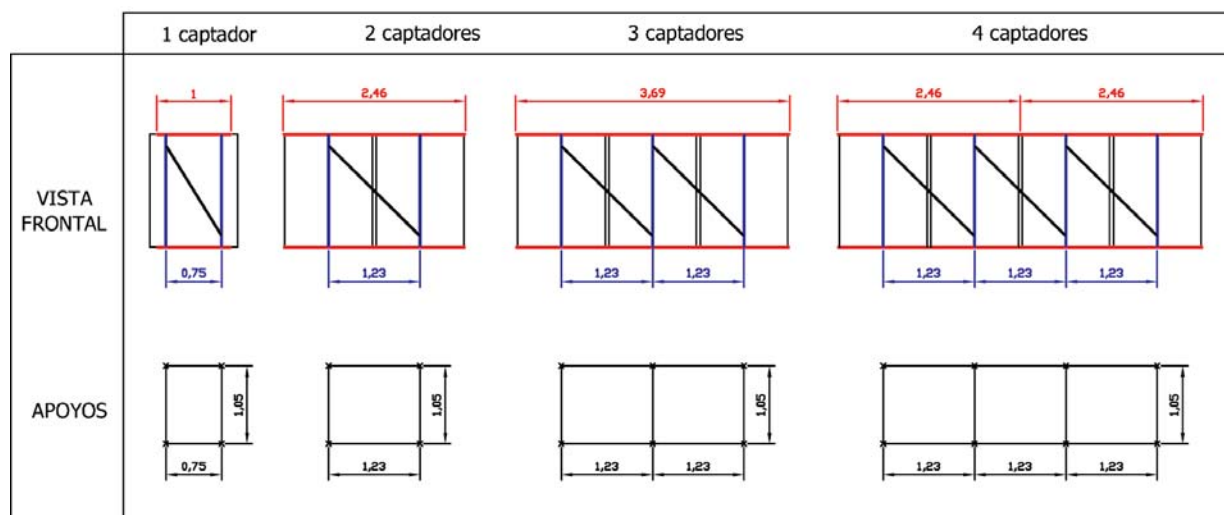 1 captador 2 captadores 3 captadores 4 captadores
1 2,46 3,69 2,46 2,46
VISTA
FRONTAL
0,75 1,23 1,23 1,23 1,23 1,23 1,23
1,05 1,05 1,05 1,05
APOYOS
0,75 1,23 1,23 1,23 1,23 1,23 1,23